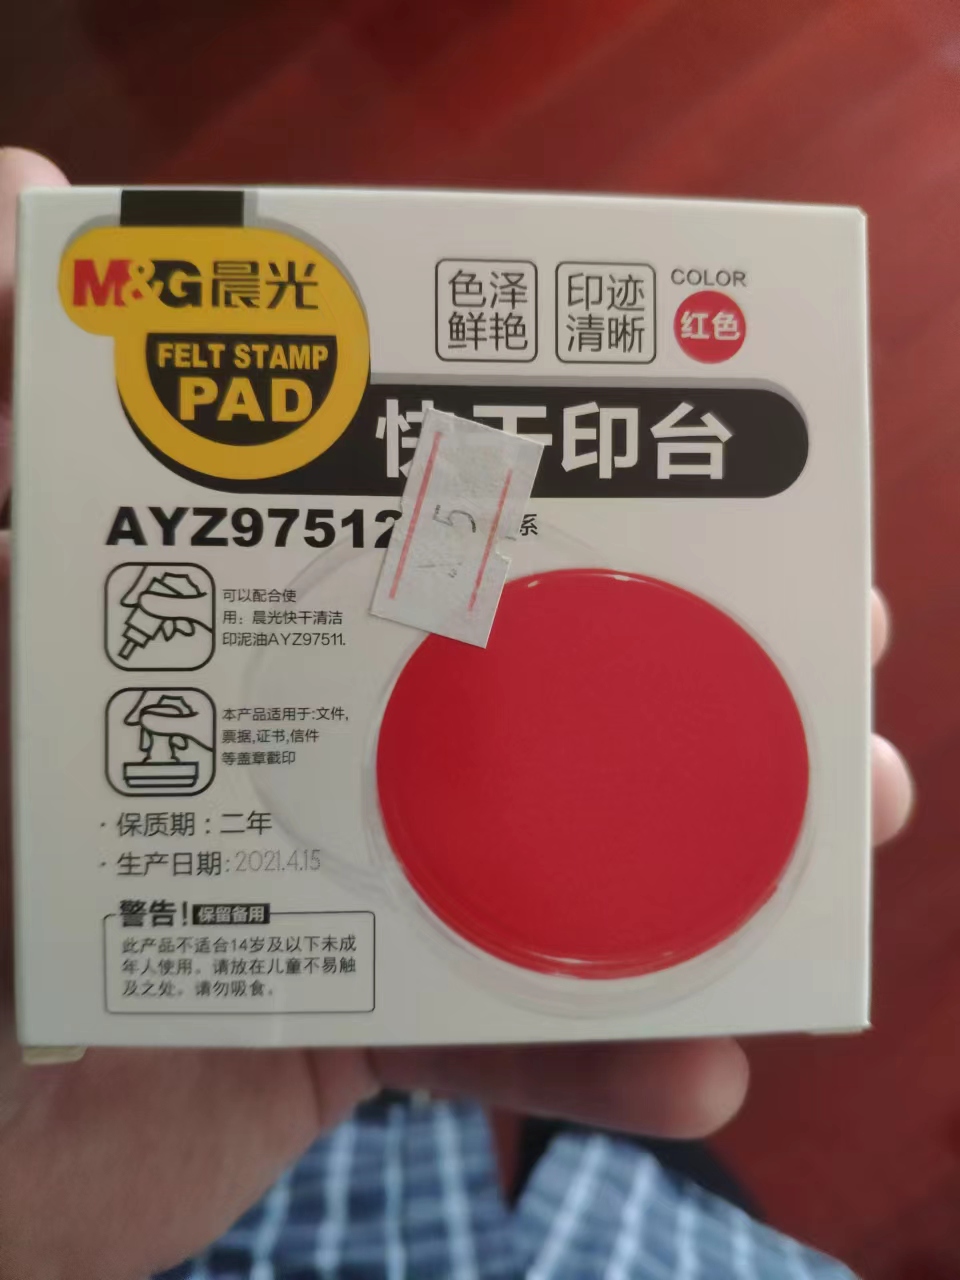 M&G晨光
FELT STAMP
PAD
色泽
鲜艳
印迹
清晰
COLOR
红色
快干印台
AYZ97512
系
5
可以配合使
用：晨光快干清洁
印泥油AYZ97511.
本产品适用于:文件,
票据,证书,信件
等盖章戳印
·保质期：二年
·生产日期:2021.4.15
警告！保留备用
此产品不适合14岁及以下未成
年人使用。请放在儿童不易触
及之处。请勿吸食。